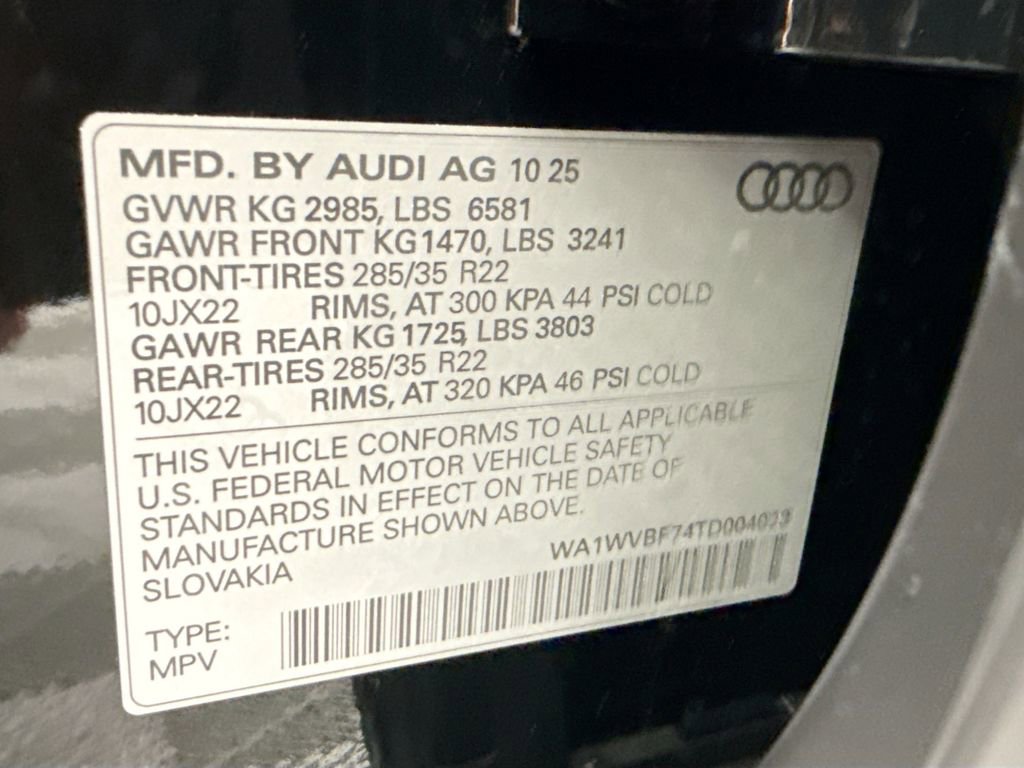 MFD. BY AUDI AG 10 25
GVWR KG 2985, LBS 6581
GAWR FRONT KG 1470, LBS 3241
FRONT-TIRES 285/35 R22
10JX22 RIMS, AT 300 KPA 44 PSI COLD
GAWR REAR KG 1725, LBS 3803
REAR-TIRES 285/35 R22
10JX22 RIMS, AT 320 KPA 46 PSI COLD
THIS VEHICLE CONFORMS TO ALL APPLICABLE
U.S. FEDERAL MOTOR VEHICLE SAFETY
STANDARDS IN EFFECT ON THE DATE OF
MANUFACTURE SHOWN ABOVE.
SLOVAKIA
TYPE:
MPV